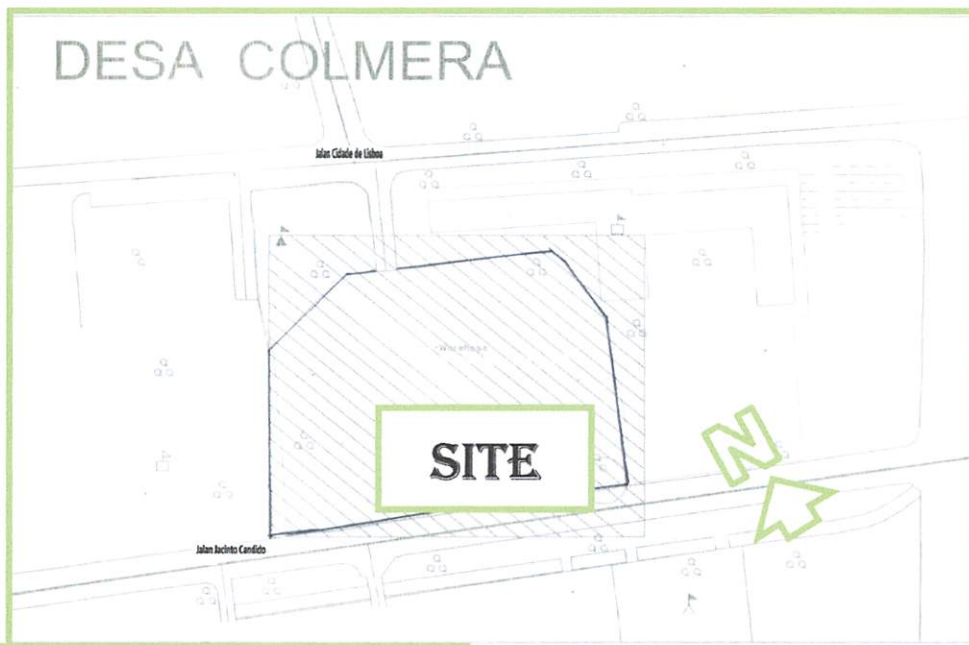 DESA COLMERA
Jalan Cidade de Lisboa
SITE
N
Jalan Jacinto Candido